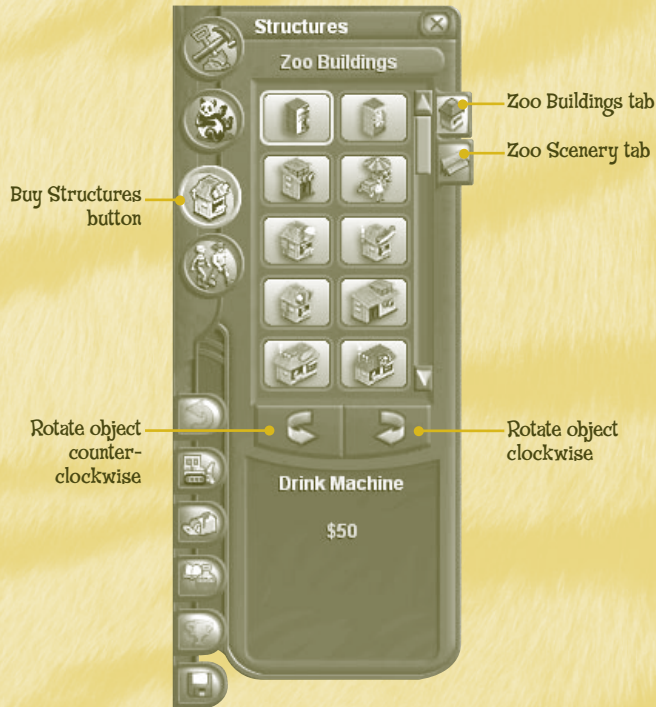 Structures
Zoo Buildings
Zoo Buildings tab
Zoo Scenery tab
Buy Structures
button
Rotate object
counter-
clockwise
Rotate object
clockwise
Drink Machine
$50